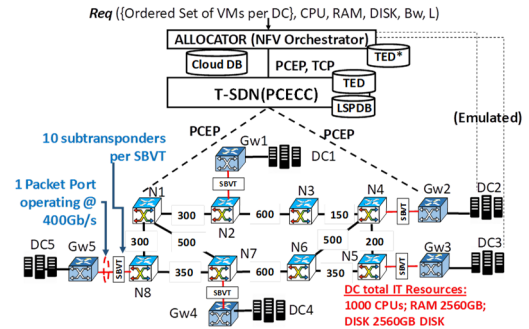 Req ({Ordered Set of VMs per DC}, CPU, RAM, DISK, Bw, L)
ALLOCATOR (NFV Orchestrator)
TED*
Cloud DB
PCEP, TCP
TED
T-SDN(PCECC)
LSPDB
(Emulated)
PCEP
PCEP
10 subtransponders
per SBVT
Gw1
DC1
SBVT
1 Packet Port
operating @
400Gb/s
N1
N3
N4
Gw2
DC2
SBVT
300
600
150
N2
300
500
500
200
DC5
Gw5
N7
N6
N5
Gw3
DC3
SBVT
SBVT
350
600
350
N8
SBVT
Gw4
DC4
DC total IT Resources:
1000 CPUs; RAM 2560GB;
DISK 2560GB DISK